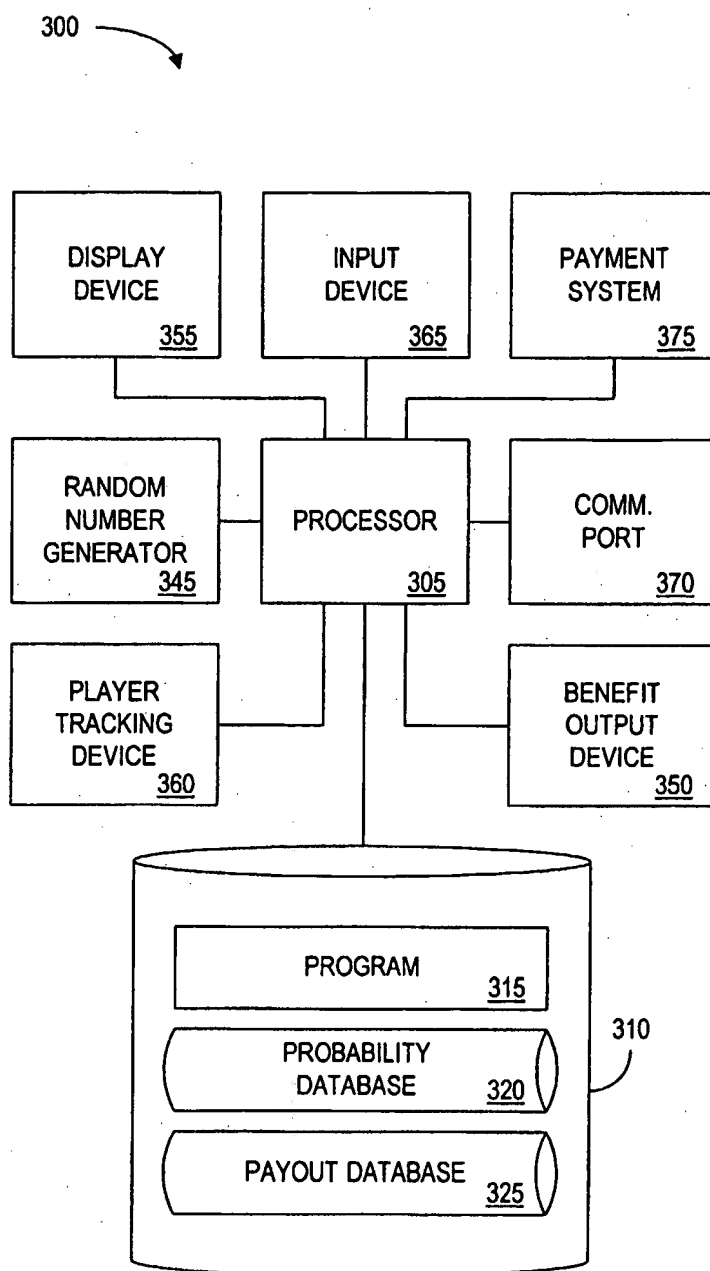 300
DISPLAY
DEVICE
355
INPUT
DEVICE
365
PAYMENT
SYSTEM
375
RANDOM
NUMBER
GENERATOR
345
PROCESSOR
305
COMM.
PORT
370
PLAYER
TRACKING
DEVICE
360
BENEFIT
OUTPUT
DEVICE
350
PROGRAM
315
310
PROBABILITY
DATABASE
320
PAYOUT DATABASE
325